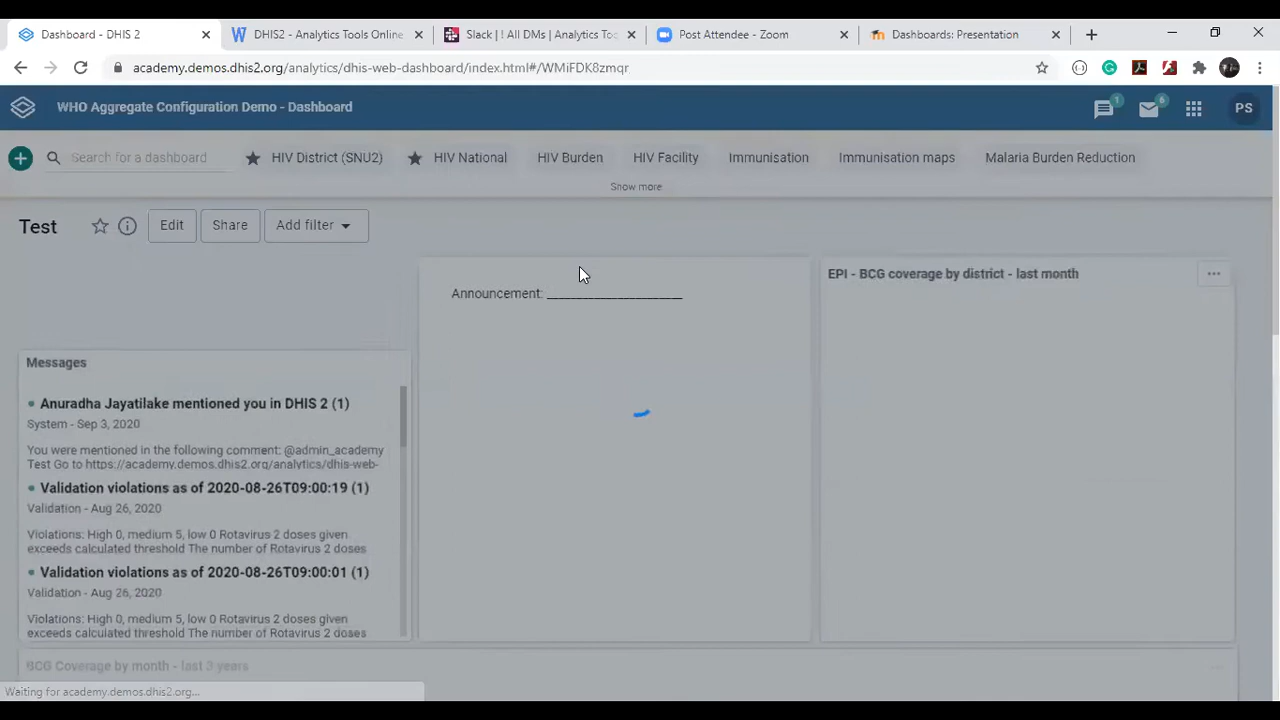 Dashboard - DHIS 2
DHIS2 - Analytics Tools Online
Slack | ! All DMs | Analytics Too
Post Attendee - Zoom
Dashboards: Presentation
academy.demos.dhis2.org/analytics/dhis-web-dashboard/index.html#/WMiFDK8zmqr
WHO Aggregate Configuration Demo - Dashboard
1
6
PS
Search for a dashboard
HIV District (SNU2)
HIV National
HIV Burden
HIV Facility
Immunisation
Immunisation maps
Malaria Burden Reduction
Show more
Test
Edit
Share
Add filter
Messages
Anuradha Jayatilake mentioned you in DHIS 2 (1)
System - Sep 3, 2020
You were mentioned in the following comment: @admin_academy
Test Go to https://academy.demos.dhis2.org/analytics/dhis-web-
Validation violations as of 2020-08-26T09:00:19 (1)
Validation - Aug 26, 2020
Violations: High 0, medium 5, low 0 Rotavirus 2 doses given
exceeds calculated threshold The number of Rotavirus 2 doses
Validation violations as of 2020-08-26T09:00:01 (1)
Validation - Aug 26, 2020
Violations: High 0, medium 5, low 0 Rotavirus 2 doses given
exceeds calculated threshold The number of Rotavirus 2 doses
Announcement: ______________________
EPI - BCG coverage by district - last month
BCG Coverage by month - last 3 years
Waiting for academy.demos.dhis2.org...